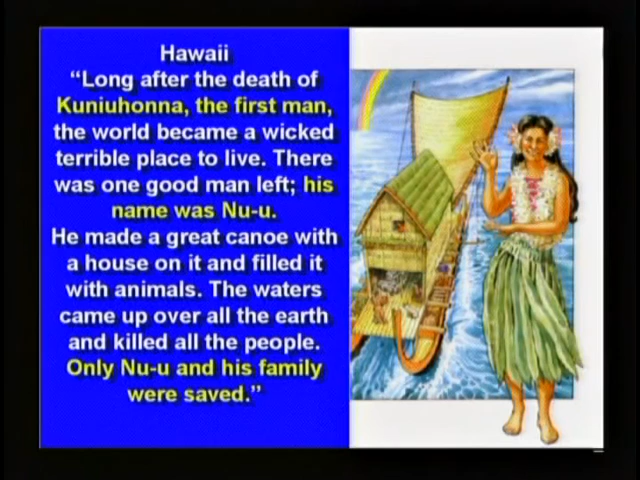 Hawaii
“Long after the death of
Kuniuhonna, the first man,
the world became a wicked
terrible place to live. There
was one good man left; his
name was Nu-u.
He made a great canoe with
a house on it and filled it
with animals. The waters
came up over all the earth
and killed all the people.
Only Nu-u and his family
were saved.”